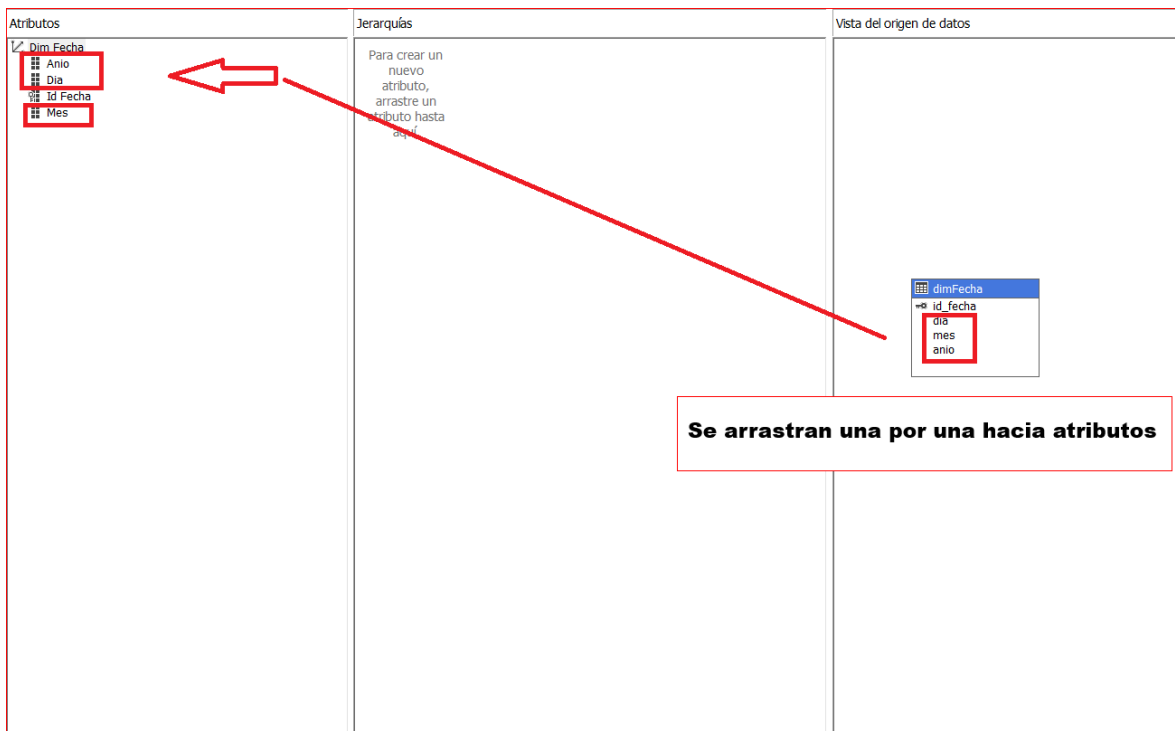 Atributos
Dim Fecha
Anio
Dia
Id Fecha
Mes
Jerarquías
Para crear un
nuevo
atributo,
arrastre un
atributo hasta
aquí.
Vista del origen de datos
dimFecha
id_fecha
dia
mes
anio
Se arrastran una por una hacia atributos